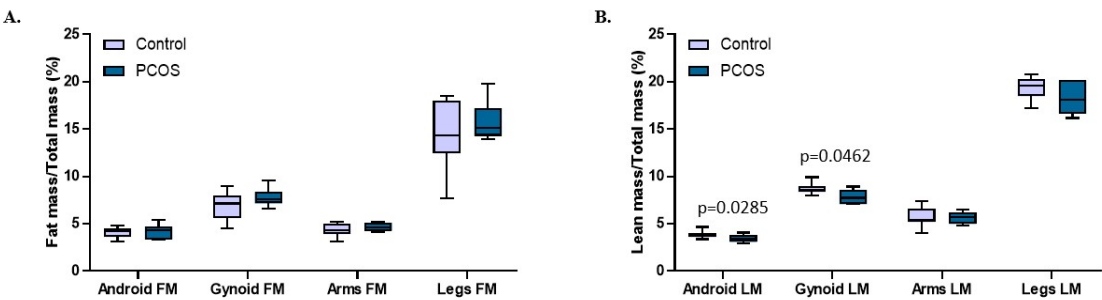 A.
Fat mass/Total mass (%)
25
20
15
10
5
0
Control
PCOS
Android FM
Gynoid FM
Arms FM
Legs FM
B.
Lean mass/Total mass (%)
25
20
15
10
5
0
Control
PCOS
p=0.0285
p=0.0462
Android LM
Gynoid LM
Arms LM
Legs LM